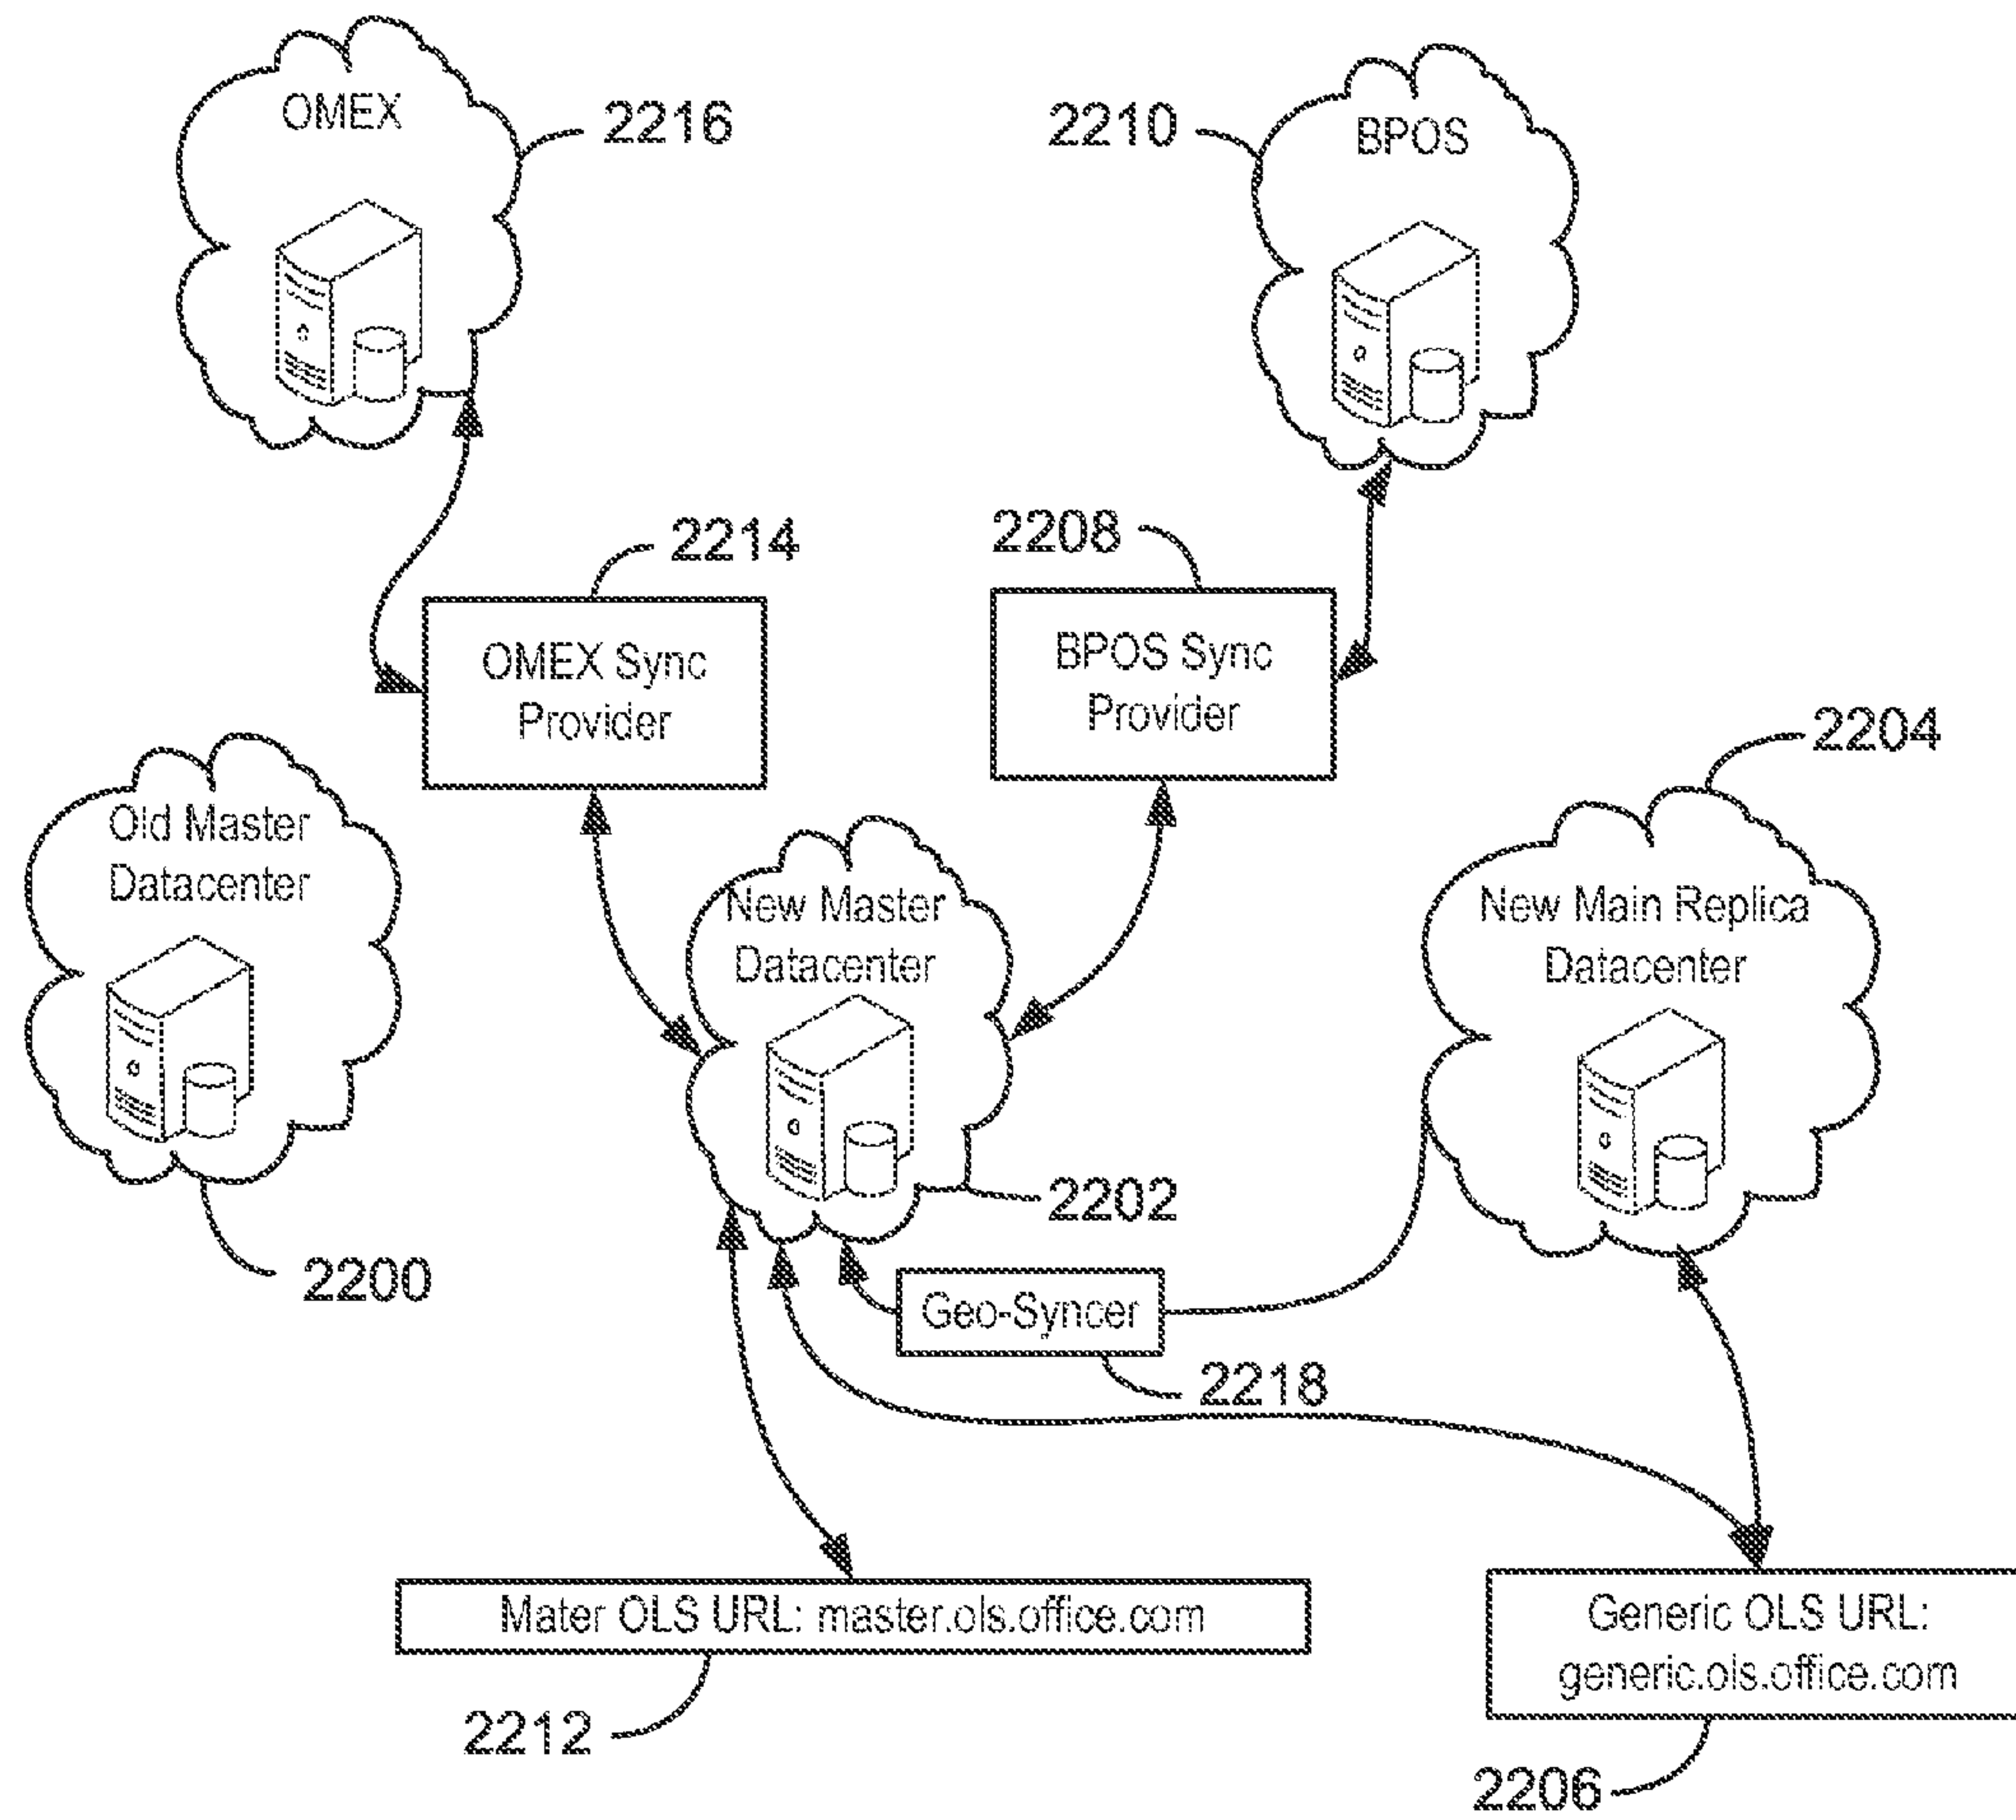 OMEX
2216
2210
BPOS
2214
2208
OMEX Sync
Provider
BPOS Sync
Provider
2204
Old Master
Datacenter
New Master
Datacenter
New Main Replica
Datacenter
2202
2200
Geo-Syncer
2218
Mater OLS URL: master.ols.office.com
Generic OLS URL:
generic.ols.office.com
2212
2206